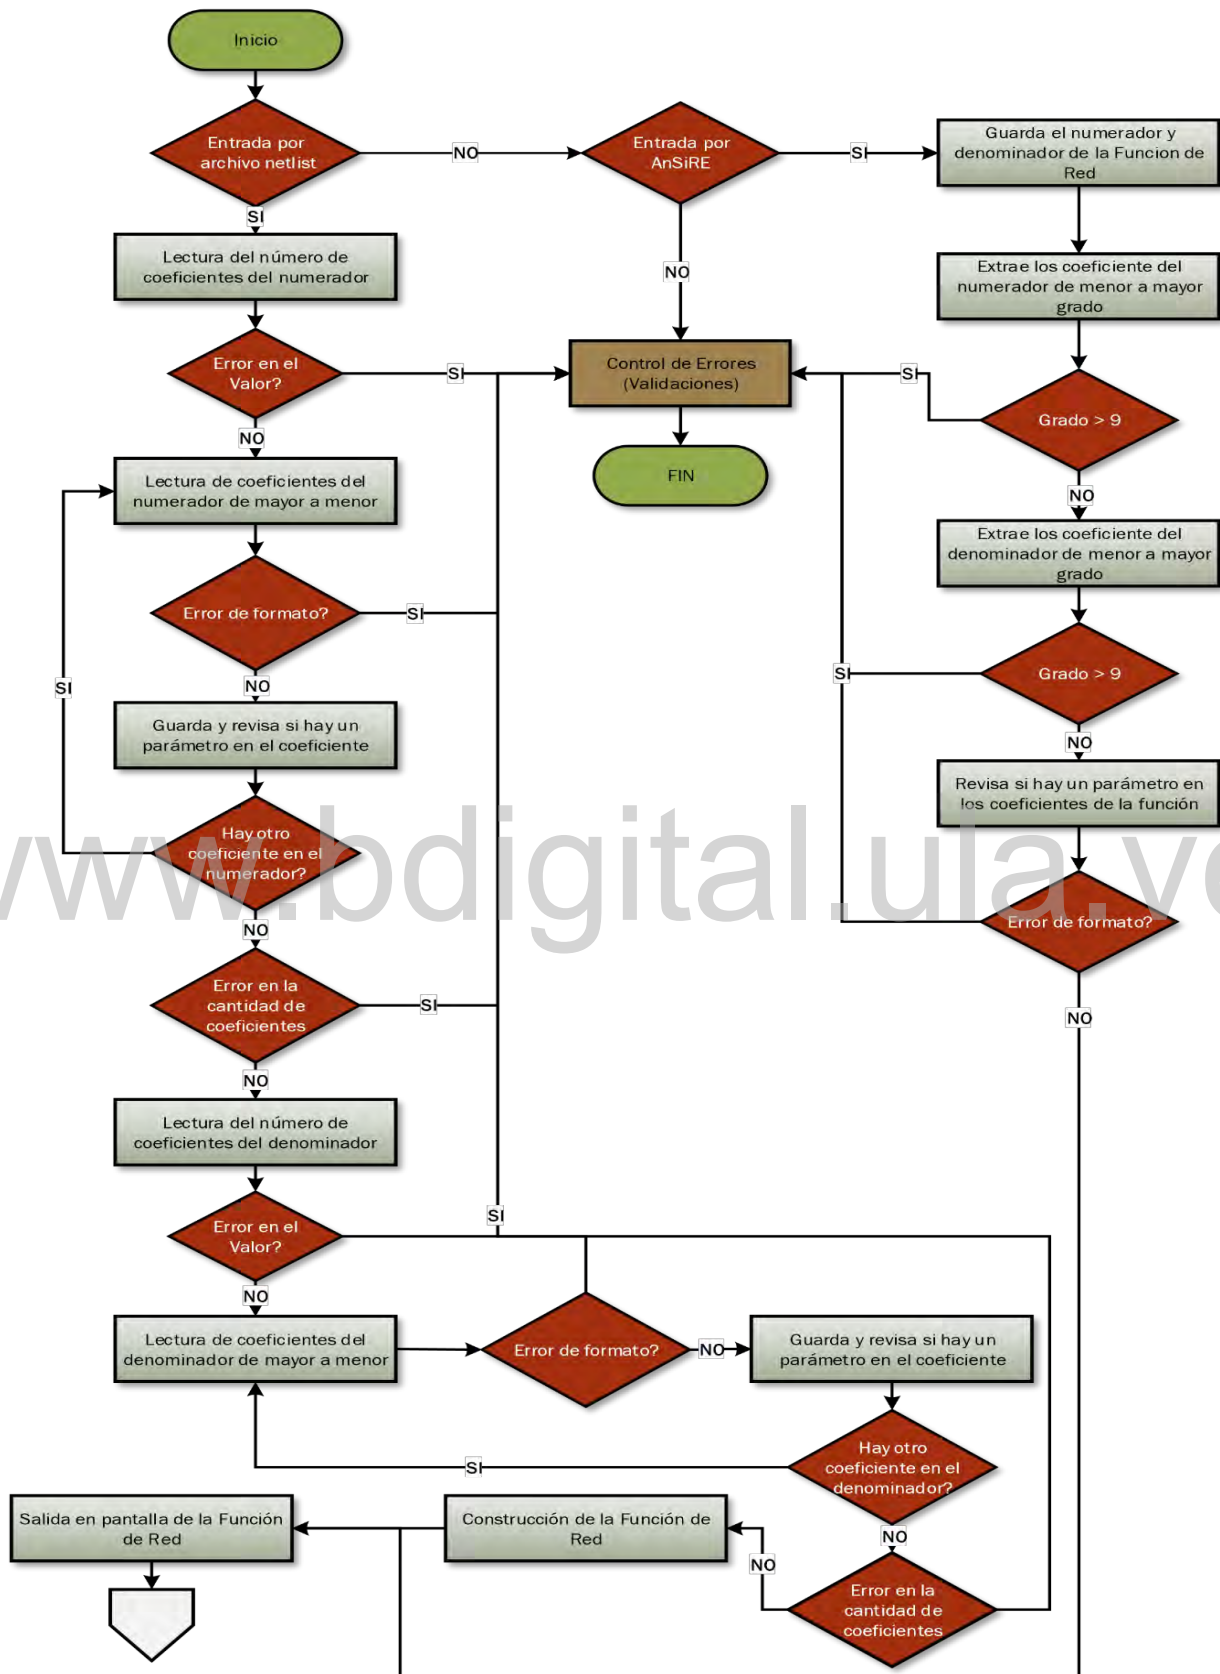 Inicio
Entrada por
archivo netlist
NO
Entrada por
AnSiRE
SI
Guarda el numerador y
denominador de la Funcion de
Red
SI
Lectura del número de
coeficientes del numerador
NO
Extrae los coeficiente del
numerador de menor a mayor
grado
Error en el
Valor?
SI
Control de Errores
(Validaciones)
SI
Grado > 9
NO
FIN
NO
Lectura de coeficientes del
numerador de mayor a menor
Extrae los coeficiente del
denominador de menor a mayor
grado
Error de formato?
SI
NO
SI
Grado > 9
SI
NO
Guarda y revisa si hay un
parámetro en el coeficiente
Revisa si hay un parámetro en
los coeficientes de la función
Hay otro
coeficiente en el
numerador?
www.bdigital.ula.ve
NO
Error de formato?
Error en la
cantidad de
coeficientes
SI
NO
NO
Lectura del número de
coeficientes del denominador
SI
Error en el
Valor?
NO
Lectura de coeficientes del
denominador de mayor a menor
Error de formato?
NO
Guarda y revisa si hay un
parámetro en el coeficiente
SI
Hay otro
coeficiente en el
denominador?
Salida en pantalla de la Función
de Red
Construcción de la Función de
Red
NO
NO
Error en la
cantidad de
coeficientes